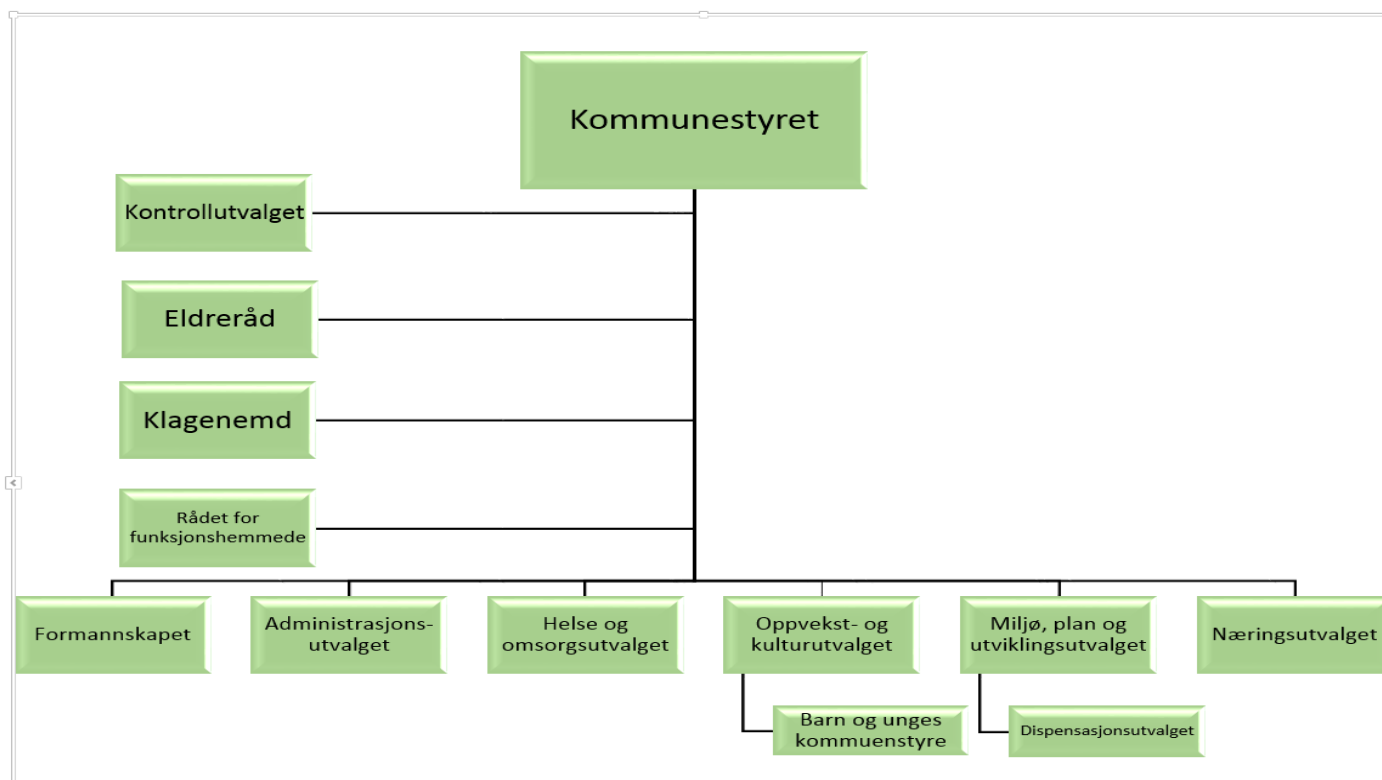 Kommunestyret
Kontrollutvalget
Eldreråd
Klagenemd
Rådet for
funksjonshemmede
Formannskapet
Administrasjons-
utvalget
Helse og
omsorgsutvalget
Oppvekst- og
kulturutvalget
Miljø, plan og
utviklingsutvalget
Næringsutvalget
Barn og unges
kommuenstyre
Dispensasjonsutvalget